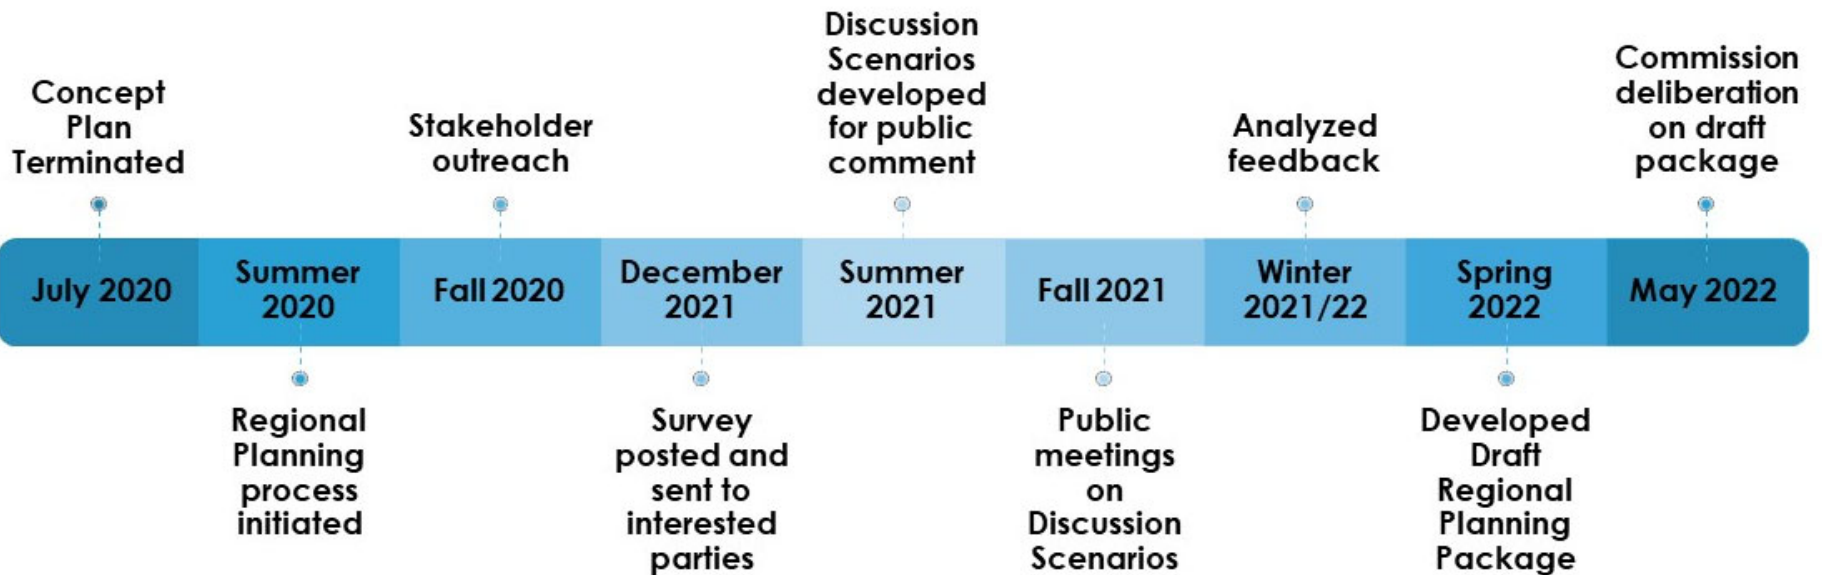 Concept
Plan
Terminated
July 2020
Summer
2020
Regional
Planning
process
initiated
Stakeholder
outreach
Fall 2020
December
2021
Survey
posted and
sent to
interested
parties
Discussion
Scenarios
developed
for public
comment
Summer
2021
Fall 2021
Public
meetings
on
Discussion
Scenarios
Analyzed
feedback
Winter
2021/22
Spring
2022
Developed
Draft
Regional
Planning
Package
Commission
deliberation
on draft
package
May 2022